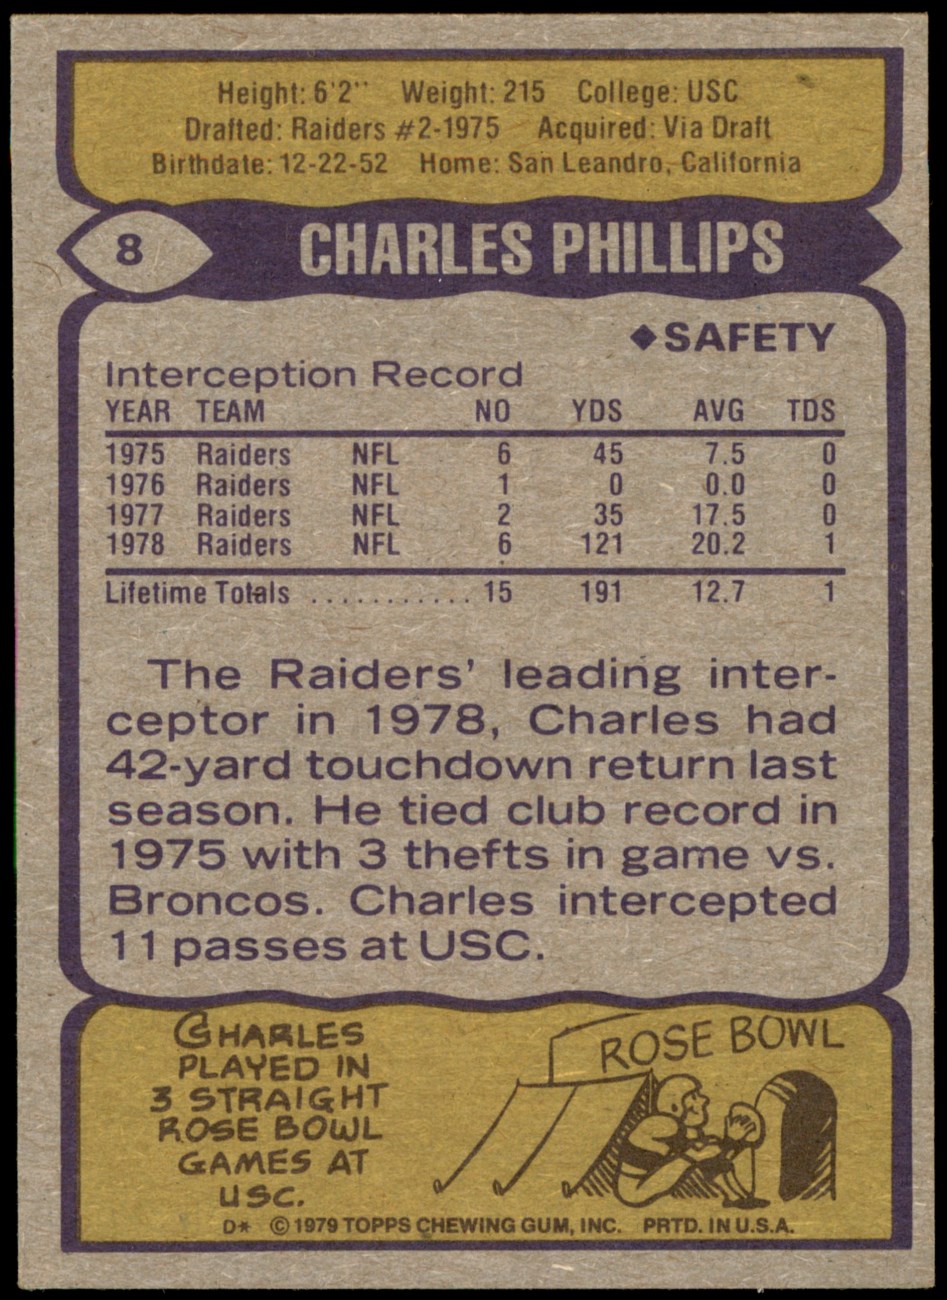 Height: 6'2" Weight: 215 College: USC
Drafted: Raiders #2-1975 Acquired: Via Draft
Birthdate: 12-22-52 Home: San Leandro, California
8 CHARLES PHILLIPS
◆SAFETY
Interception Record
YEAR TEAM NO YDS AVG TDS
1975 Raiders NFL 6 45 7.5 0
1976 Raiders NFL 1 0 0.0 0
1977 Raiders NFL 2 35 17.5 0
1978 Raiders NFL 6 121 20.2 1
Lifetime Totals ........... 15 191 12.7 1
The Raiders' leading inter-
ceptor in 1978, Charles had
42-yard touchdown return last
season. He tied club record in
1975 with 3 thefts in game vs.
Broncos. Charles intercepted
11 passes at USC.
CHARLES
PLAYED IN
3 STRAIGHT
ROSE BOWL
GAMES AT
USC.
ROSE BOWL
D* © 1979 TOPPS CHEWING GUM, INC. PRTD. IN U.S.A.